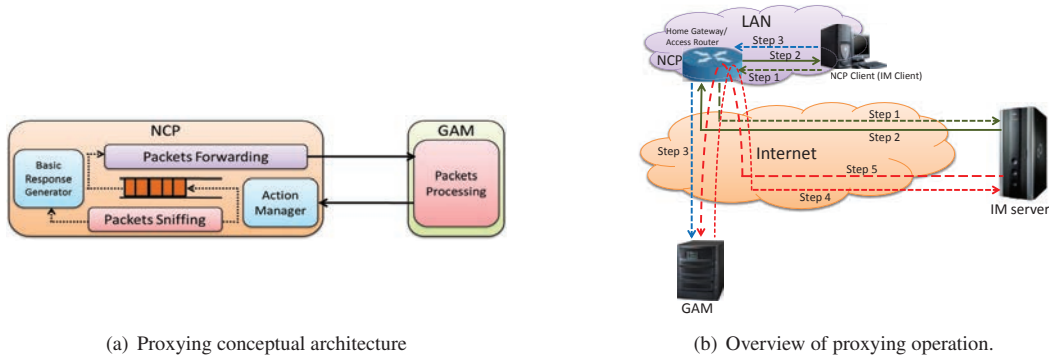 NCP
GAM
Basic
Response
Generator
Packets Forwarding
Packets Sniffing
Action
Manager
Packets
Processing
(a) Proxying conceptual architecture
LAN
Home Gateway/
Access Router
NCP
Step 3
Step 2
Step 1
NCP Client (IM Client)
Step 1
Step 2
Step 3
Internet
Step 5
Step 4
IM server
GAM
(b) Overview of proxying operation.